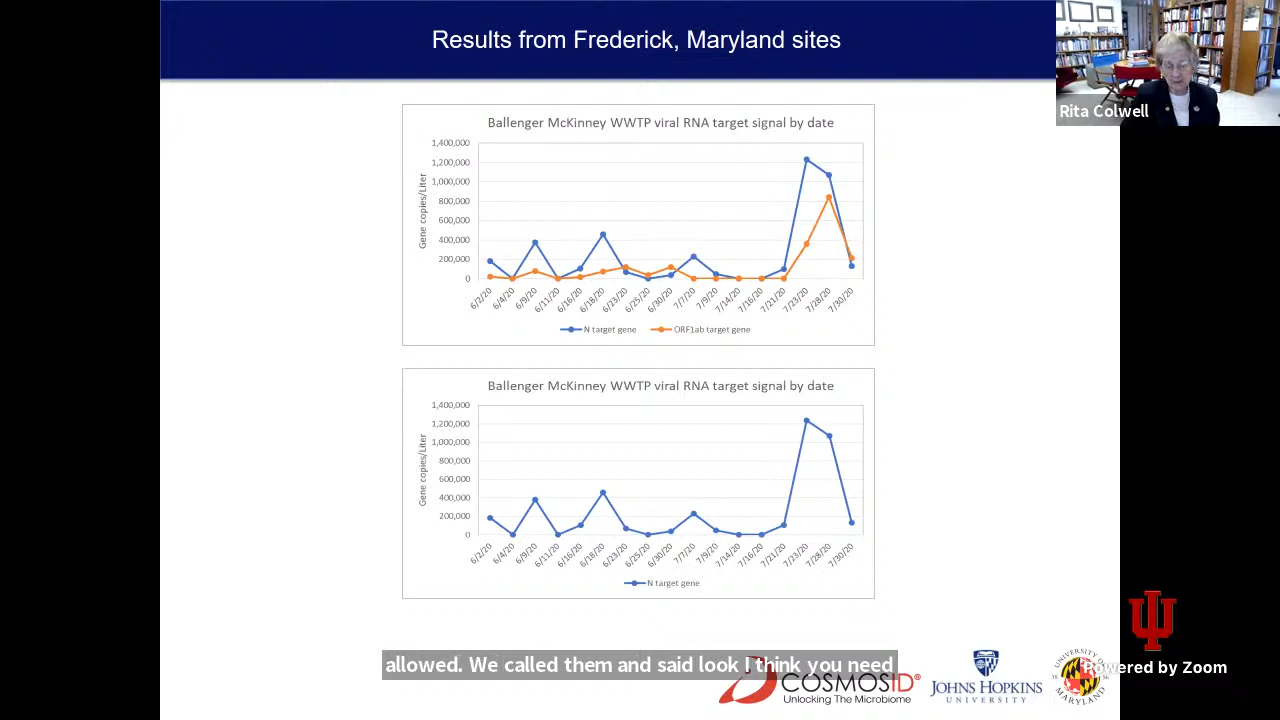 Results from Frederick, Maryland sites
Rita Colwell
Ballenger McKinney WWTP viral RNA target signal by date
Gene copies/Liter
1,400,000
1,200,000
1,000,000
800,000
600,000
400,000
200,000
0
6/2/20
6/4/20
6/9/20
6/11/20
6/16/20
6/18/20
6/23/20
6/25/20
6/30/20
7/7/20
7/9/20
7/14/20
7/16/20
7/21/20
7/23/20
7/28/20
7/30/20
N target gene
ORF1ab target gene
Ballenger McKinney WWTP viral RNA target signal by date
Gene copies/Liter
1,400,000
1,200,000
1,000,000
800,000
600,000
400,000
200,000
0
6/2/20
6/4/20
6/9/20
6/11/20
6/16/20
6/18/20
6/23/20
6/25/20
6/30/20
7/7/20
7/9/20
7/14/20
7/16/20
7/21/20
7/23/20
7/28/20
7/30/20
N target gene
allowed. We called them and said look I think you need
COSMOSID®
Unlocking The Microbiome
JOHNS HOPKINS
UNIVERSITY
UNIVERSITY
MARYLAND
Powered by Zoom